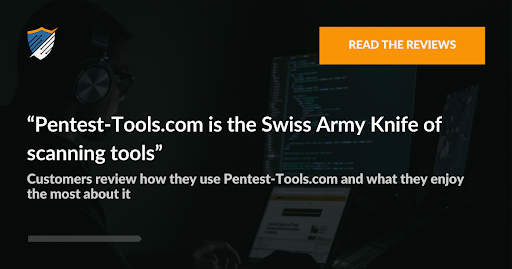 READ THE REVIEWS
“Pentest-Tools.com is the Swiss Army Knife of
scanning tools”
Customers review how they use Pentest-Tools.com and what they enjoy
the most about it